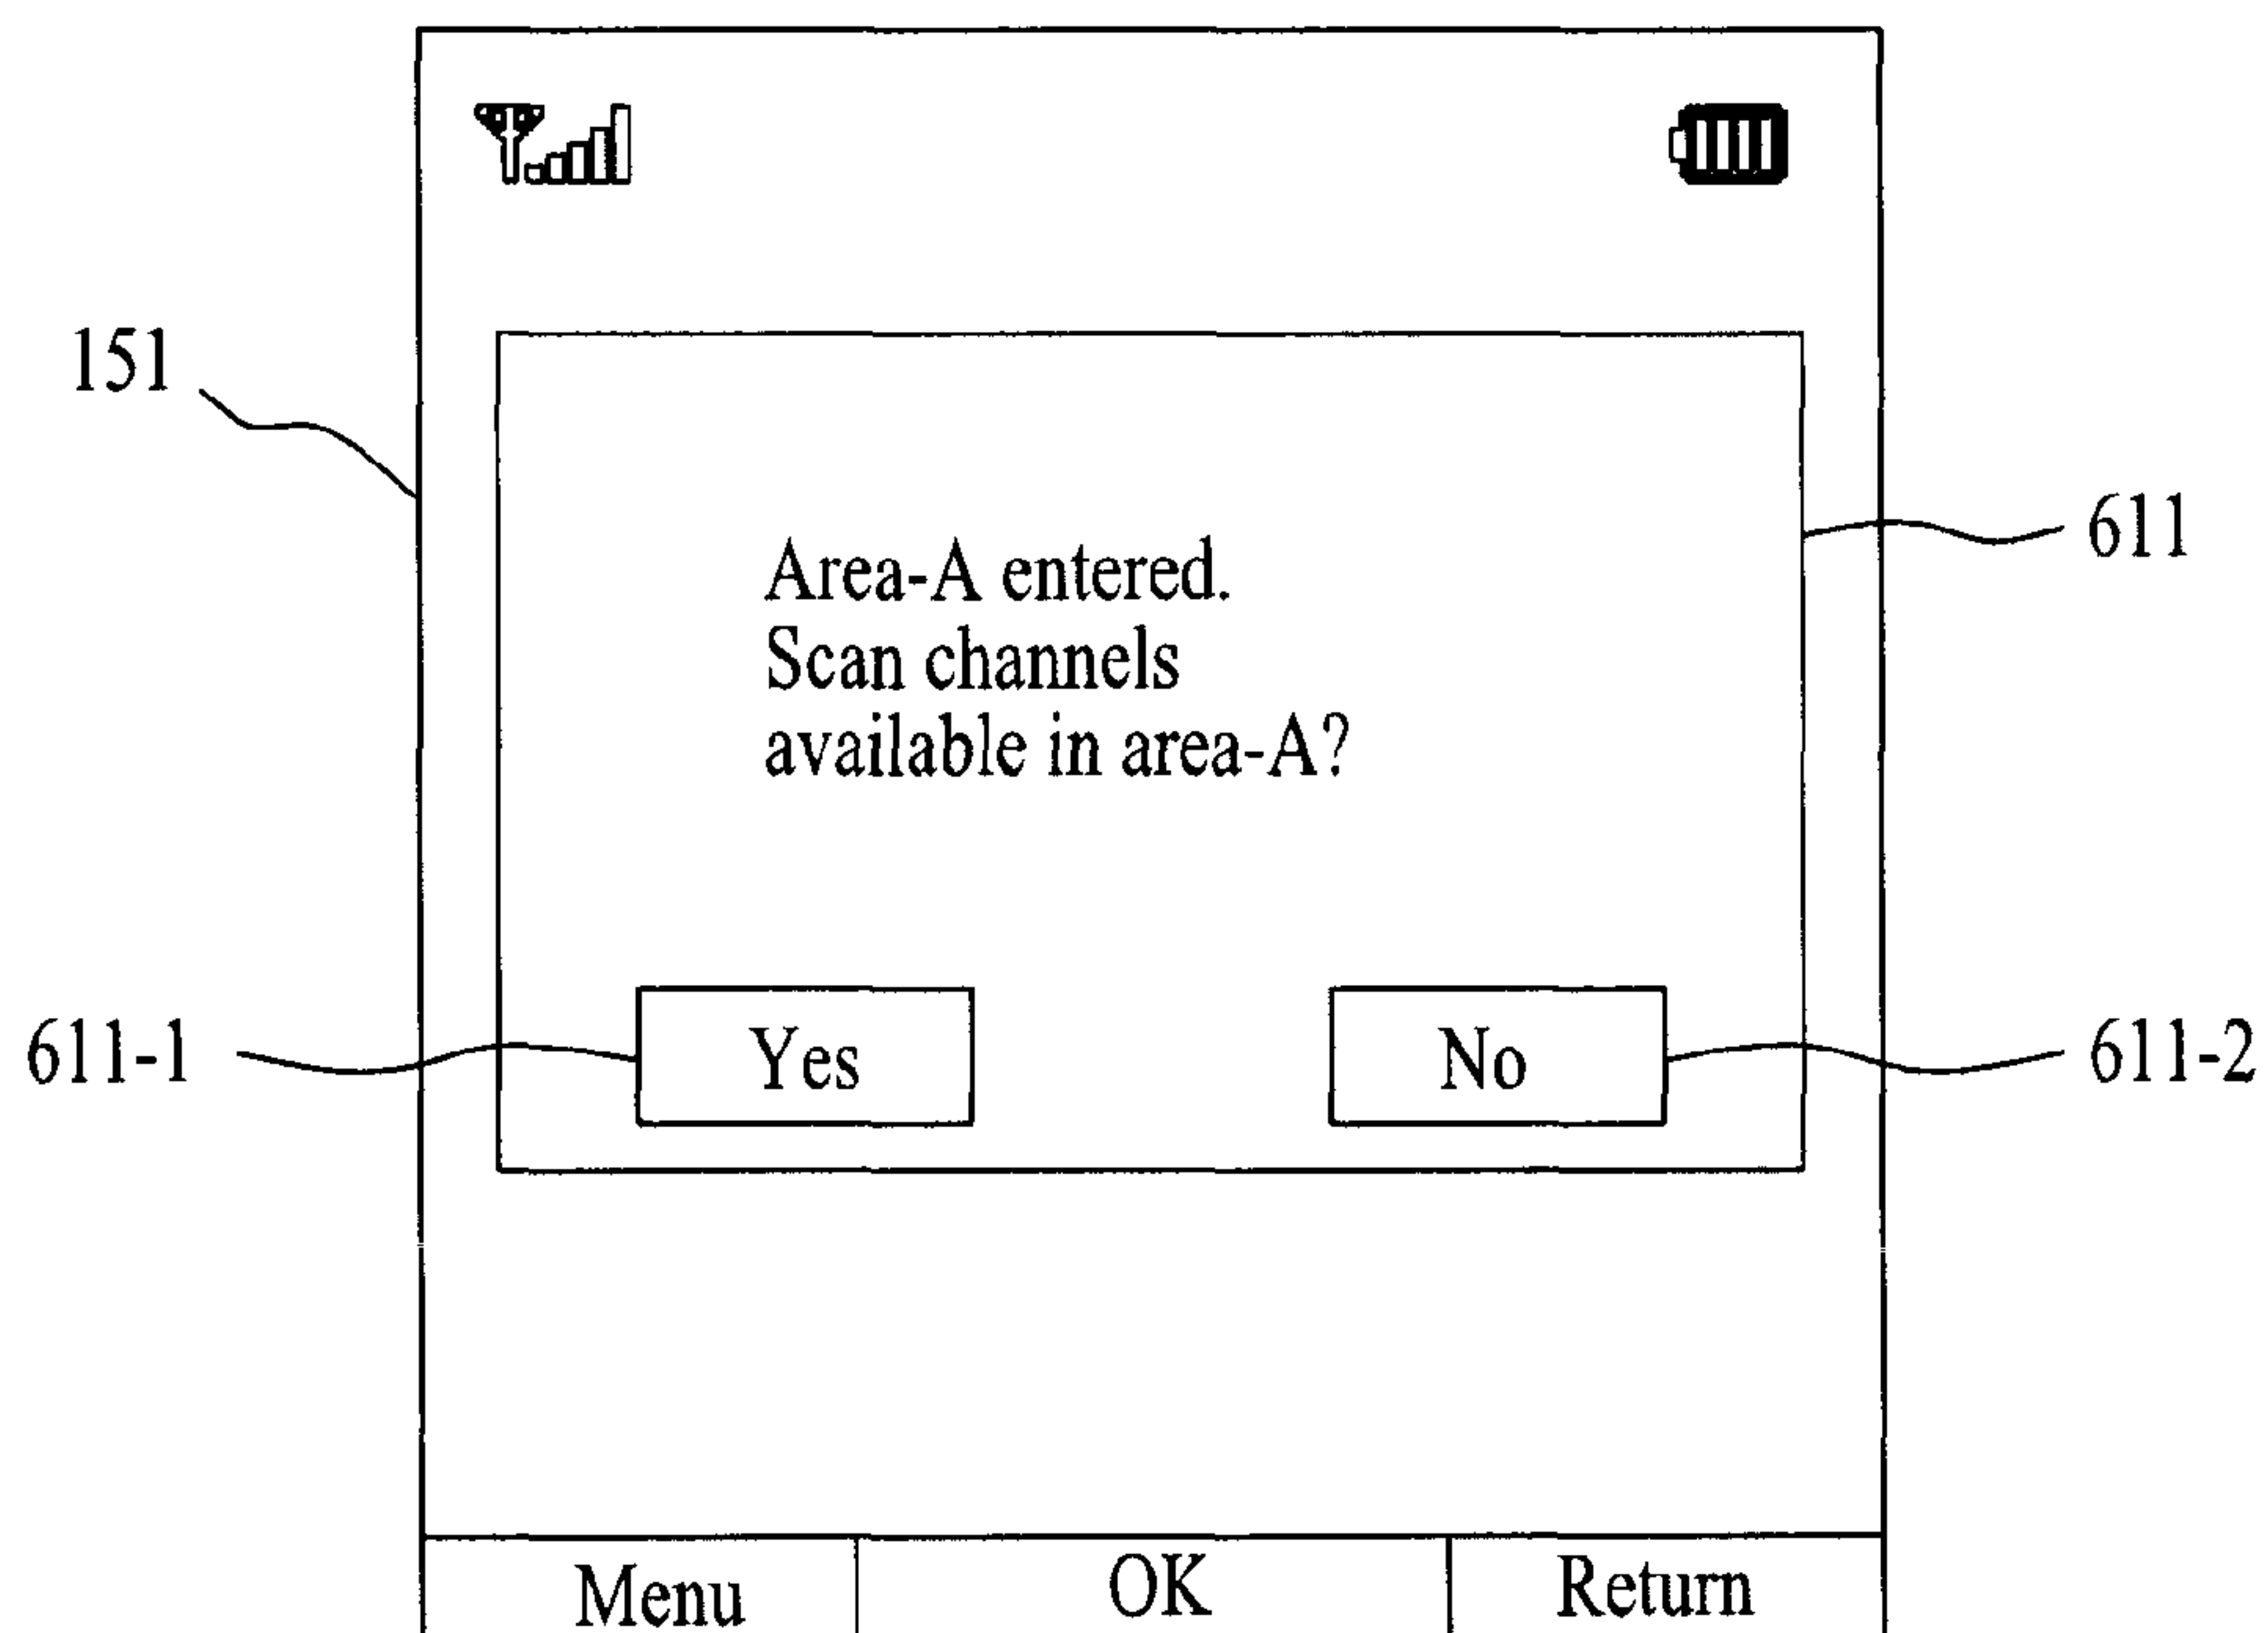 151
611
Area-A entered.
Scan channels
available in area-A?
611-1
Yes
No
611-2
Menu
OK
Return